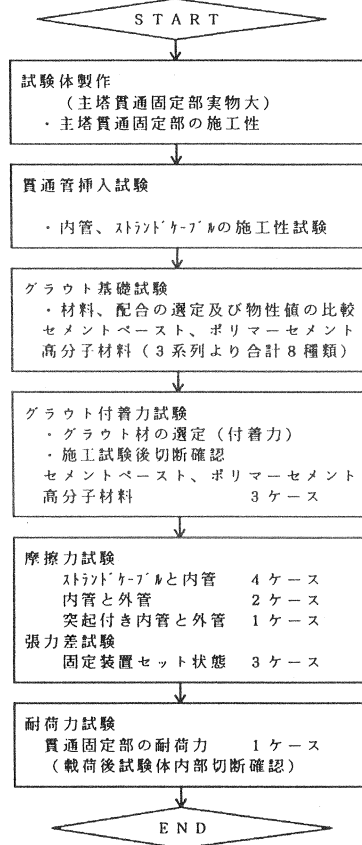 START
試験体製作
（主塔貫通固定部実物大）
・主塔貫通固定部の施工性
貫通管挿入試験
・内管、ｽﾄﾗﾝﾄﾞｹｰﾌﾞﾙの施工性試験
グラウト基礎試験
・材料、配合の選定及び物性値の比較
セメントペースト、ポリマーセメント
高分子材料（３系列より合計８種類）
グラウト付着力試験
・グラウト材の選定（付着力）
・施工試験後切断確認
セメントペースト、ポリマーセメント
高分子材料　３ケース
摩擦力試験
ｽﾄﾗﾝﾄﾞｹｰﾌﾞﾙと内管　４ケース
内管と外管　２ケース
突起付き内管と外管　１ケース
張力差試験
固定装置セット状態　３ケース
耐荷力試験
貫通固定部の耐荷力　１ケース
（載荷後試験体内部切断確認）
END